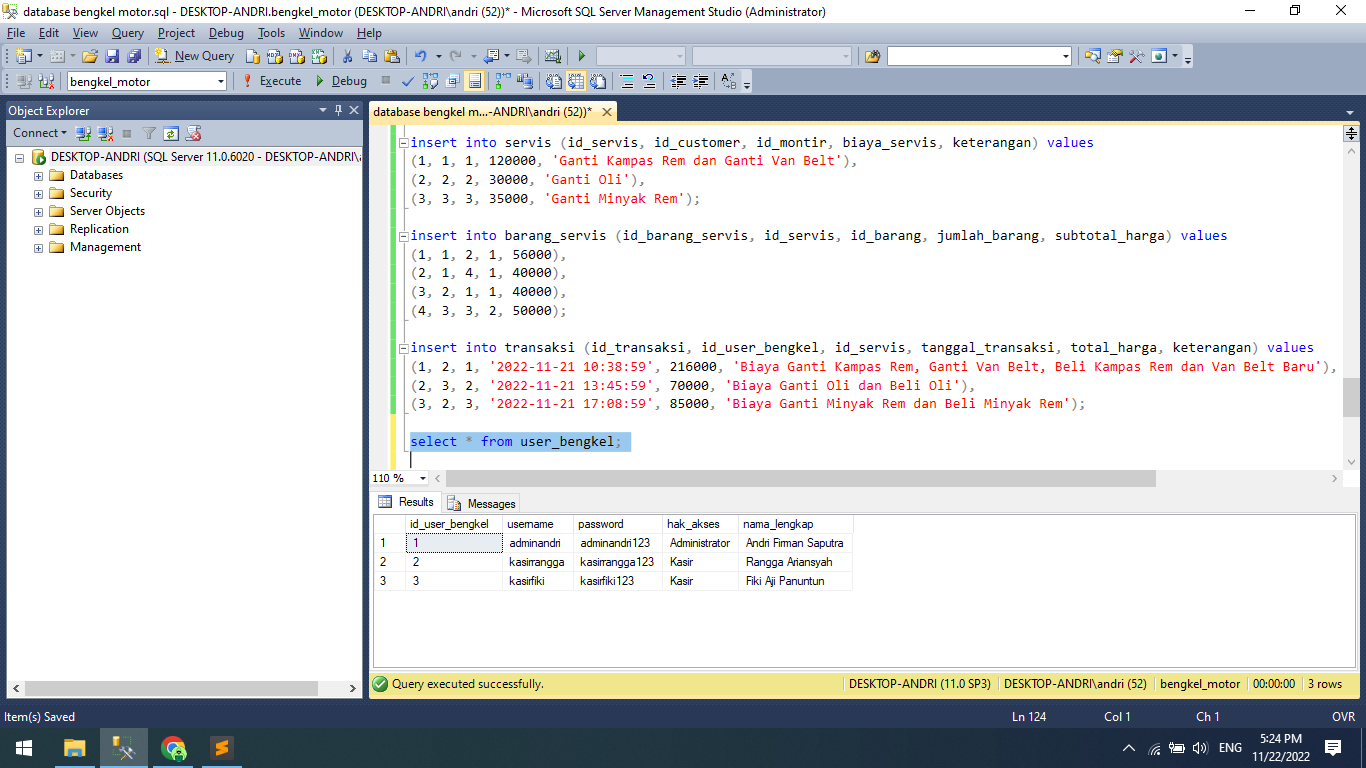 database bengkel motor.sql - DESKTOP-ANDRI.bengkel_motor (DESKTOP-ANDRI\andri (52))* - Microsoft SQL Server Management Studio (Administrator)
File Edit View Query Project Debug Tools Window Help
New Query
bengkel_motor Execute Debug
Object Explorer
Connect
DESKTOP-ANDRI (SQL Server 11.0.6020 - DESKTOP-ANDRI\
Databases
Security
Server Objects
Replication
Management
database bengkel m...-ANDRI\andri (52))*
insert into servis (id_servis, id_customer, id_montir, biaya_servis, keterangan) values
(1, 1, 1, 120000, 'Ganti Kampas Rem dan Ganti Van Belt'),
(2, 2, 2, 30000, 'Ganti Oli'),
(3, 3, 3, 35000, 'Ganti Minyak Rem');
insert into barang_servis (id_barang_servis, id_servis, id_barang, jumlah_barang, subtotal_harga) values
(1, 1, 2, 1, 56000),
(2, 1, 4, 1, 40000),
(3, 2, 1, 1, 40000),
(4, 3, 3, 2, 50000);
insert into transaksi (id_transaksi, id_user_bengkel, id_servis, tanggal_transaksi, total_harga, keterangan) values
(1, 2, 1, '2022-11-21 10:38:59', 216000, 'Biaya Ganti Kampas Rem, Ganti Van Belt, Beli Kampas Rem dan Van Belt Baru'),
(2, 3, 2, '2022-11-21 13:45:59', 70000, 'Biaya Ganti Oli dan Beli Oli'),
(3, 2, 3, '2022-11-21 17:08:59', 85000, 'Biaya Ganti Minyak Rem dan Beli Minyak Rem');
select * from user_bengkel;
110 %
Results Messages
id_user_bengkel username password hak_akses nama_lengkap
1 1 adminandri adminandri123 Administrator Andri Firman Saputra
2 2 kasirrangga kasirrangga123 Kasir Rangga Ariansyah
3 3 kasirfiki kasirfiki123 Kasir Fiki Aji Panuntun
Query executed successfully. DESKTOP-ANDRI (11.0 SP3) DESKTOP-ANDRI\andri (52) bengkel_motor 00:00:00 3 rows
Item(s) Saved Ln 124 Col 1 Ch 1 OVR
ENG
5:24 PM
11/22/2022